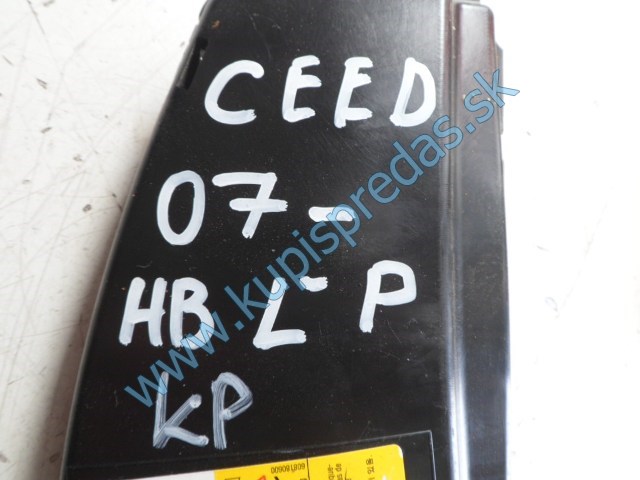 CEED
07-
HB Ľ P
KP
www.kupispredas.sk